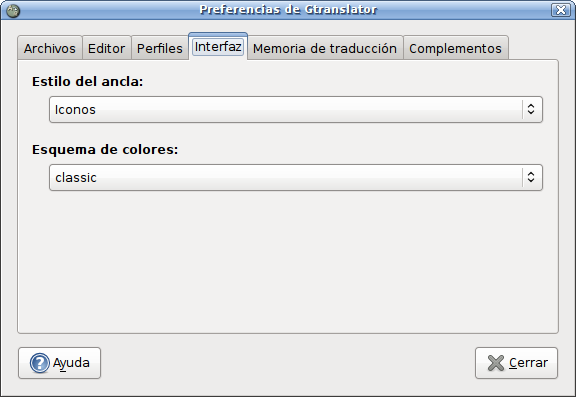 Preferencias de Gtranslator
Archivos Editor Perfiles Interfaz Memoria de traducción Complementos
Estilo del ancla:
Iconos
Esquema de colores:
classic
Ayuda Cerrar